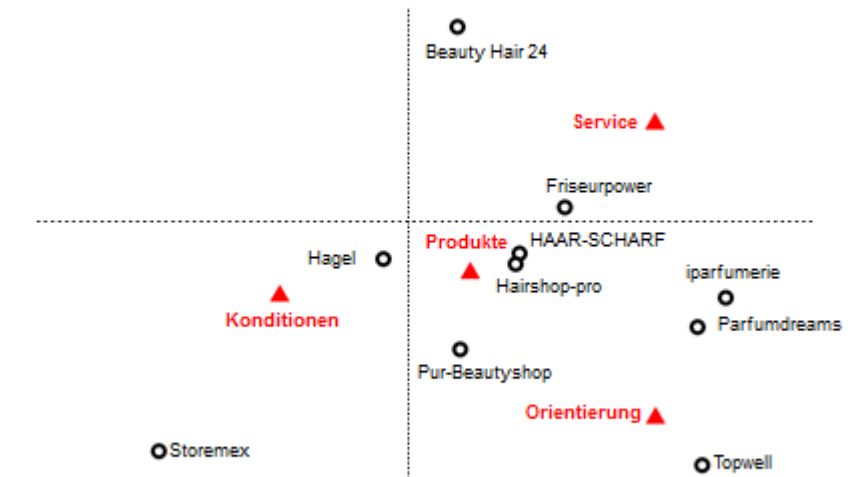 Beauty Hair 24
Service
Friseurpower
Produkte
HAAR-SCHARF
Hagel
Hairshop-pro
iparfumerie
Konditionen
Parfumdreams
Pur-Beautyshop
Orientierung
Storemex
Topwell